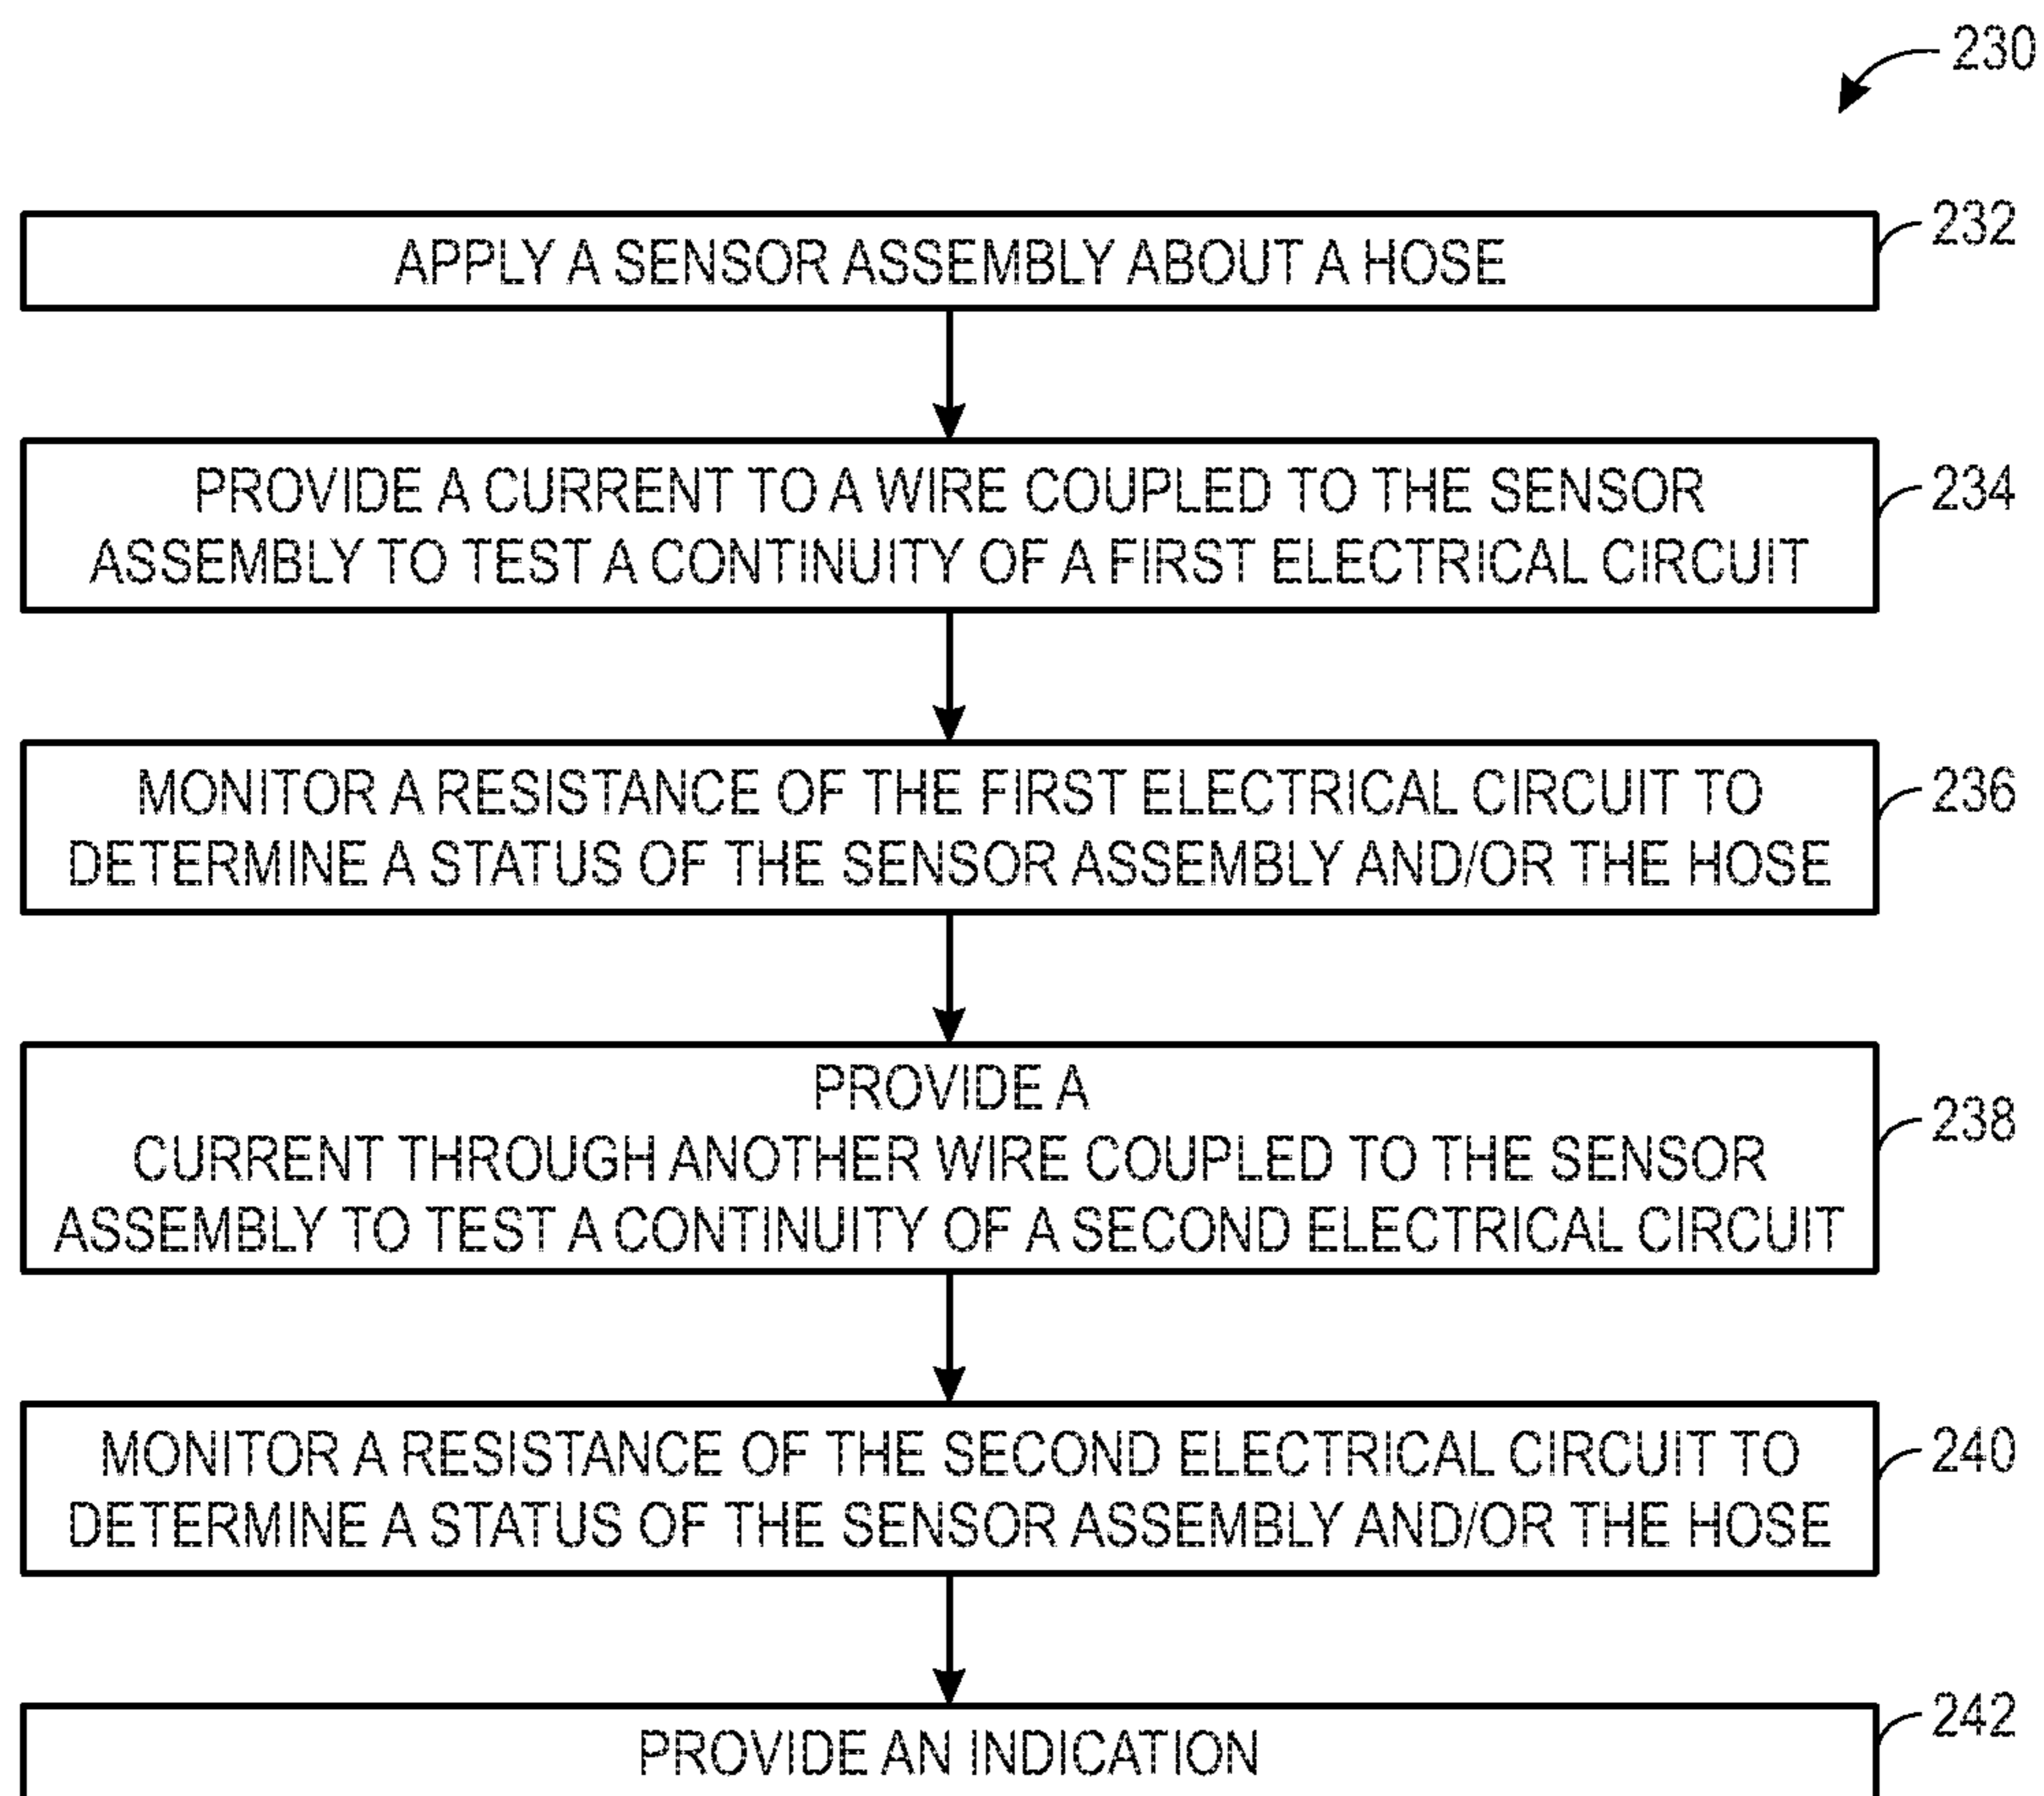 230
APPLY A SENSOR ASSEMBLY ABOUT A HOSE
232
PROVIDE A CURRENT TO A WIRE COUPLED TO THE SENSOR
ASSEMBLY TO TEST A CONTINUITY OF A FIRST ELECTRICAL CIRCUIT
234
MONITOR A RESISTANCE OF THE FIRST ELECTRICAL CIRCUIT TO
DETERMINE A STATUS OF THE SENSOR ASSEMBLY AND/OR THE HOSE
236
PROVIDE A
CURRENT THROUGH ANOTHER WIRE COUPLED TO THE SENSOR
ASSEMBLY TO TEST A CONTINUITY OF A SECOND ELECTRICAL CIRCUIT
238
MONITOR A RESISTANCE OF THE SECOND ELECTRICAL CIRCUIT TO
DETERMINE A STATUS OF THE SENSOR ASSEMBLY AND/OR THE HOSE
240
PROVIDE AN INDICATION
242